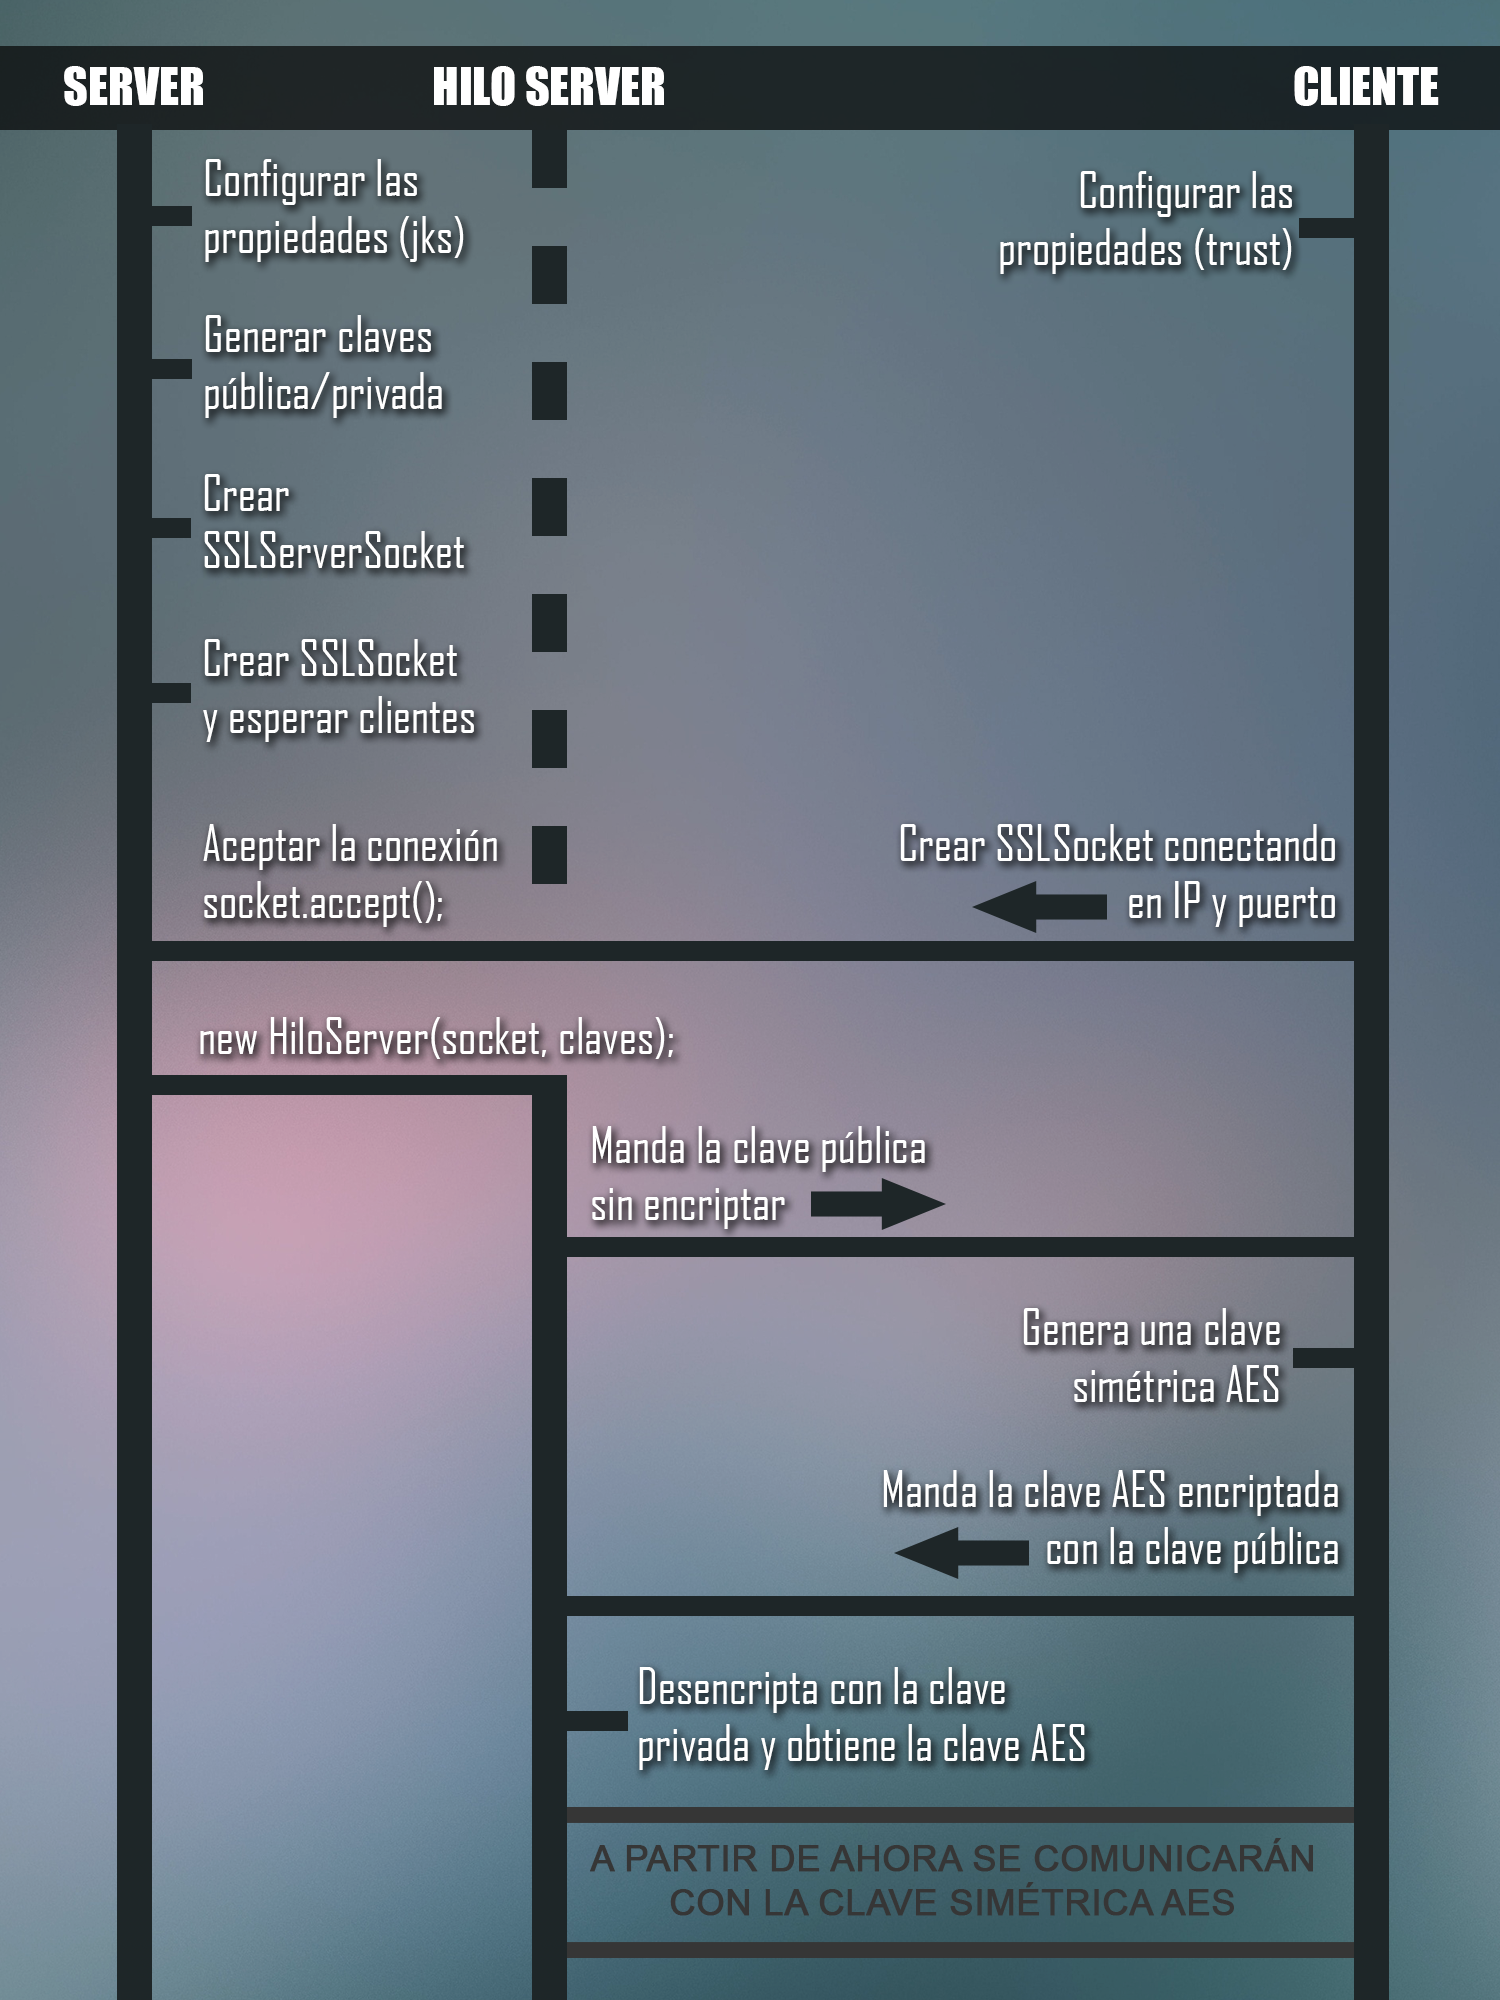 SERVER
HILO SERVER
CLIENTE
Configurar las
propiedades (jks)
Configurar las
propiedades (trust)
Generar claves
pública/privada
Crear
SSLServerSocket
Crear SSLSocket
y esperar clientes
Aceptar la conexión
socket.accept();
Crear SSLSocket conectando
en IP y puerto
new HiloServer(socket, claves);
Manda la clave pública
sin encriptar
Genera una clave
simétrica AES
Manda la clave AES encriptada
con la clave pública
Desencripta con la clave
privada y obtiene la clave AES
A PARTIR DE AHORA SE COMUNICARÁN
CON LA CLAVE SIMÉTRICA AES